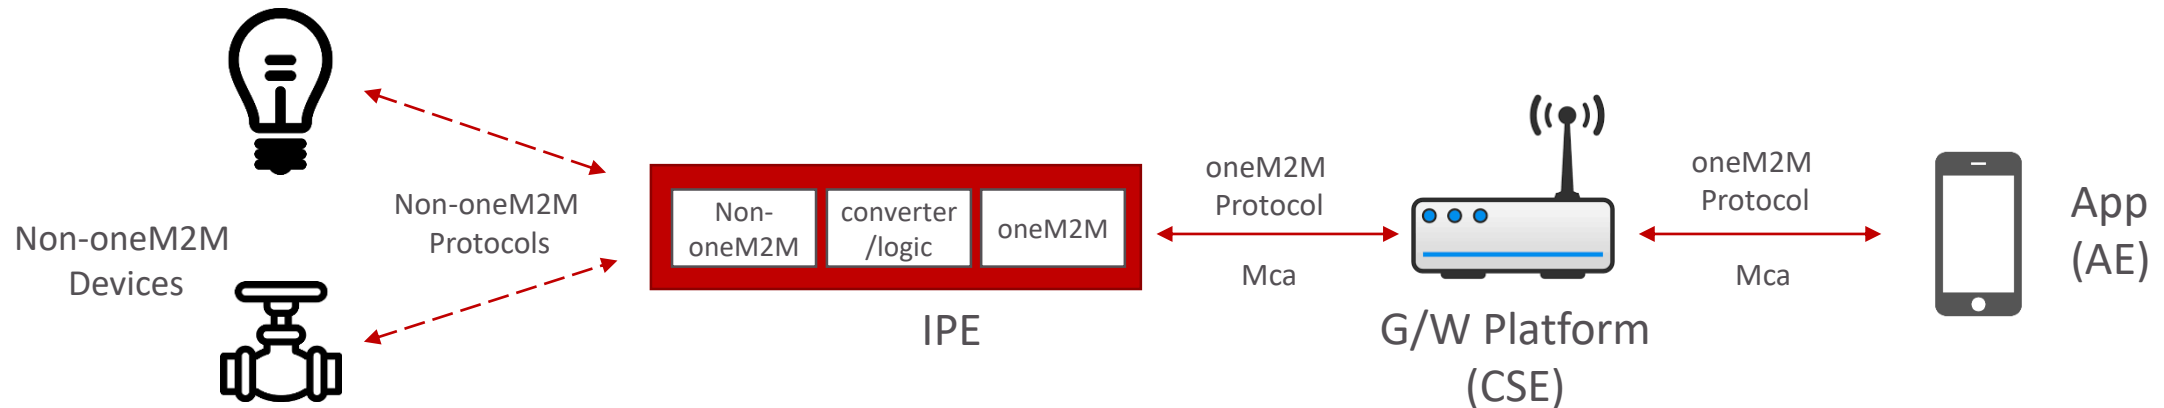 Non-oneM2M
Devices
Non-oneM2M
Protocols
Non-
oneM2M
converter
/logic
oneM2M
IPE
oneM2M
Protocol
Mca
G/W Platform
(CSE)
oneM2M
Protocol
Mca
App
(AE)